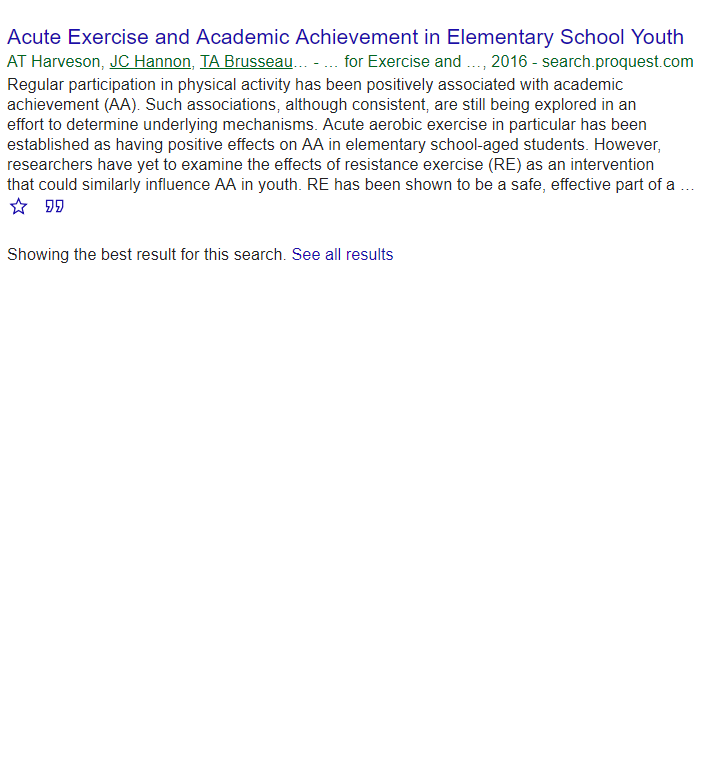 Acute Exercise and Academic Achievement in Elementary School Youth
AT Harveson, JC Hannon, TA Brusseau… - … for Exercise and …, 2016 - search.proquest.com
Regular participation in physical activity has been positively associated with academic
achievement (AA). Such associations, although consistent, are still being explored in an
effort to determine underlying mechanisms. Acute aerobic exercise in particular has been
established as having positive effects on AA in elementary school-aged students. However,
researchers have yet to examine the effects of resistance exercise (RE) as an intervention
that could similarly influence AA in youth. RE has been shown to be a safe, effective part of a …
Showing the best result for this search. See all results